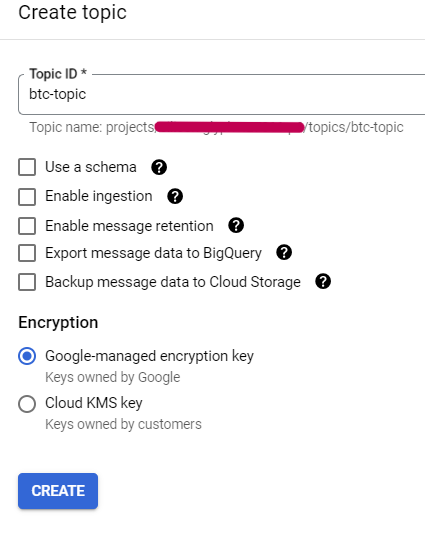 Create topic
Topic ID *
btc-topic
Topic name: projects/topics/btc-topic
Use a schema ?
Enable ingestion ?
Enable message retention ?
Export message data to BigQuery ?
Backup message data to Cloud Storage ?
Encryption
Google-managed encryption key
Keys owned by Google
Cloud KMS key
Keys owned by customers
CREATE